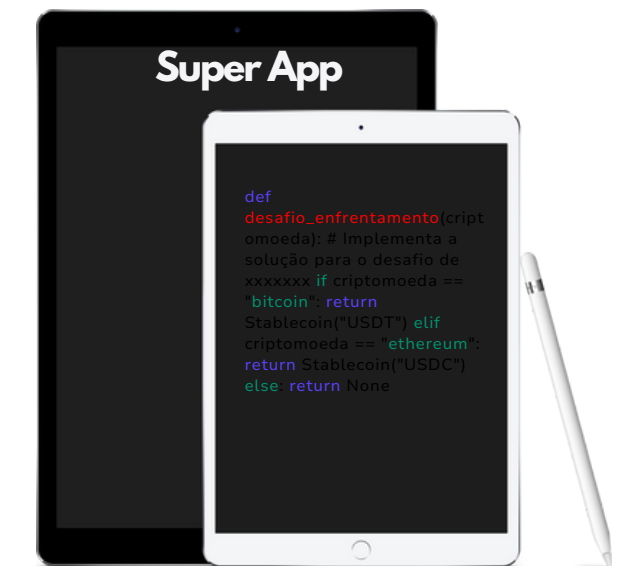 Super App
def
desafio_enfrentamento(cript
omoeda): # Implementa a
solução para o desafio de
xxxxxxx if criptomoeda ==
"bitcoin": return
Stablecoin("USDT") elif
criptomoeda == "ethereum":
return Stablecoin("USDC")
else: return None